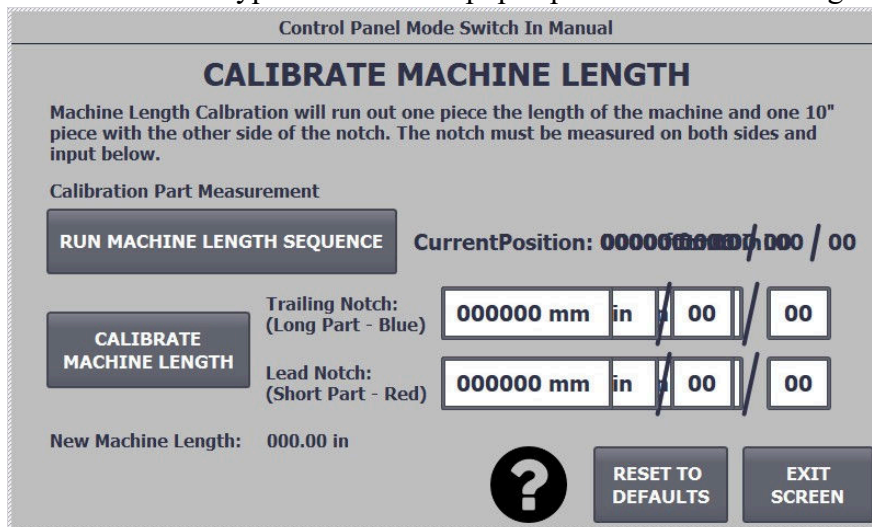 Control Panel Mode Switch In Manual
CALIBRATE MACHINE LENGTH
Machine Length Calbration will run out one piece the length of the machine and one 10"
piece with the other side of the notch. The notch must be measured on both sides and
input below.
Calibration Part Measurement
RUN MACHINE LENGTH SEQUENCE
CurrentPosition:
/ 00
CALIBRATE
MACHINE LENGTH
Trailing Notch:
(Long Part - Blue)
000000 mm in / 00 / 00
Lead Notch:
(Short Part - Red)
000000 mm in / 00 / 00
New Machine Length: 000.00 in
?
RESET TO
DEFAULTS
EXIT
SCREEN